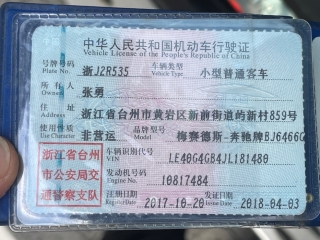 中华人民共和国机动车行驶证
Vehicle License of the People's Republic of China
号牌号码 Plate No. 浙J2R535 车辆类型 Vehicle Type 小型普通客车
所有人 Owner 张勇
住址 Address 浙江省台州市黄岩区新前街道屿新村859号
使用性质 非营运 品牌型号 Model 梅赛德斯-奔驰牌BJ6466G
浙江省台州市公安局交通警察支队
车辆识别代号 VIN LE40G4GB4JL181480
发动机号码 Engine No. 10817484
注册日期 Register Date 2017-10-20 发证日期 Issue Date 2018-04-03